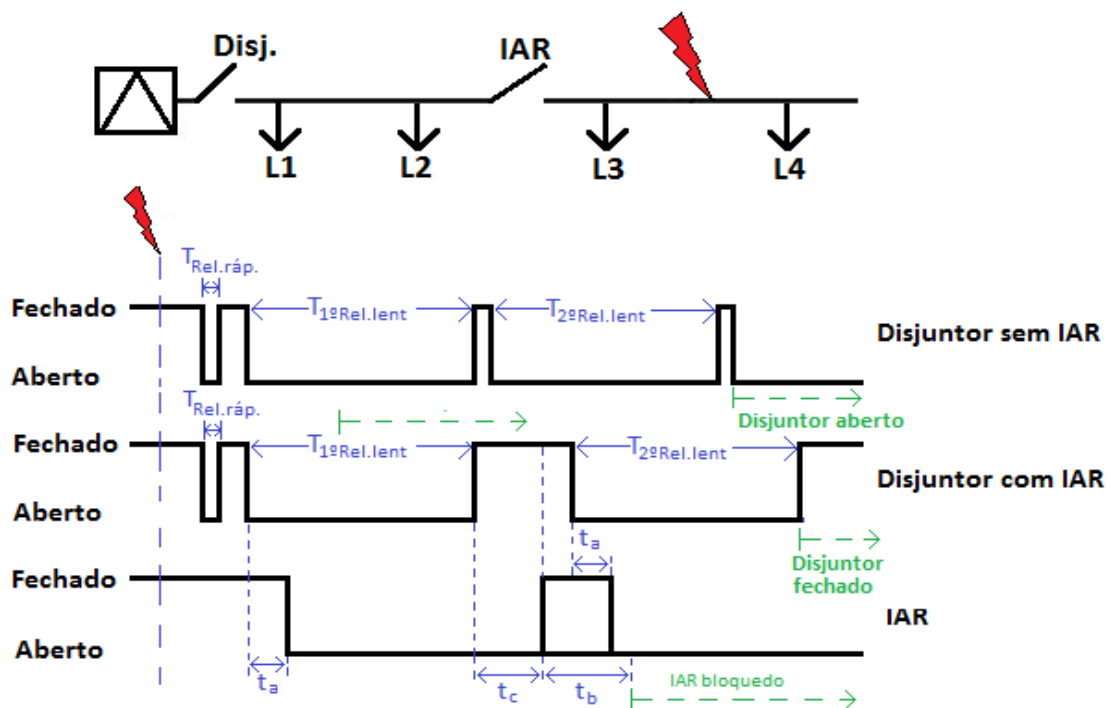 Disj.
IAR
L1
L2
L3
L4
TRel.ráp.
Fechado
T1ºRel.lent
T2ºRel.lent
Disjuntor sem IAR
Aberto
Disjuntor aberto
TRel.ráp.
Fechado
T1ºRel.lent
T2ºRel.lent
Disjuntor com IAR
Aberto
ta
Disjuntor
fechado
Fechado
IAR
Aberto
ta
tc
tb
IAR bloquedo